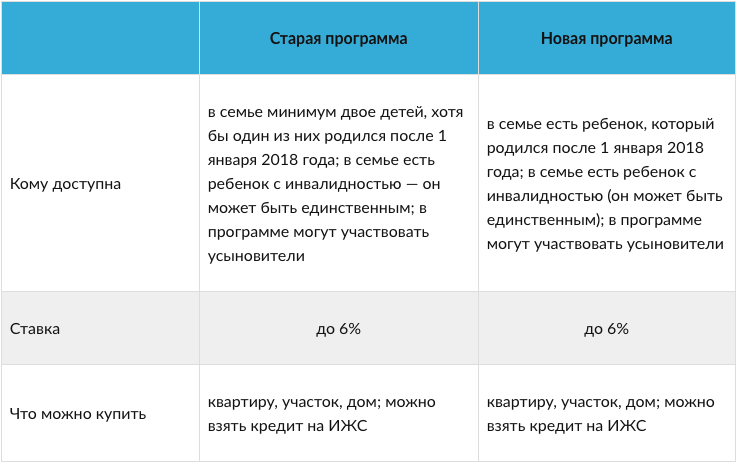 Старая программа
Новая программа
Кому доступна
в семье минимум двое детей, хотя
бы один из них родился после 1
января 2018 года; в семье есть
ребенок с инвалидностью — он
может быть единственным; в
программе могут участвовать
усыновители
в семье есть ребенок, который
родился после 1 января 2018
года; в семье есть ребенок с
инвалидностью (он может быть
единственным); в программе
могут участвовать усыновители
Ставка
до 6%
до 6%
Что можно купить
квартиру, участок, дом; можно
взять кредит на ИЖС
квартиру, участок, дом; можно
взять кредит на ИЖС